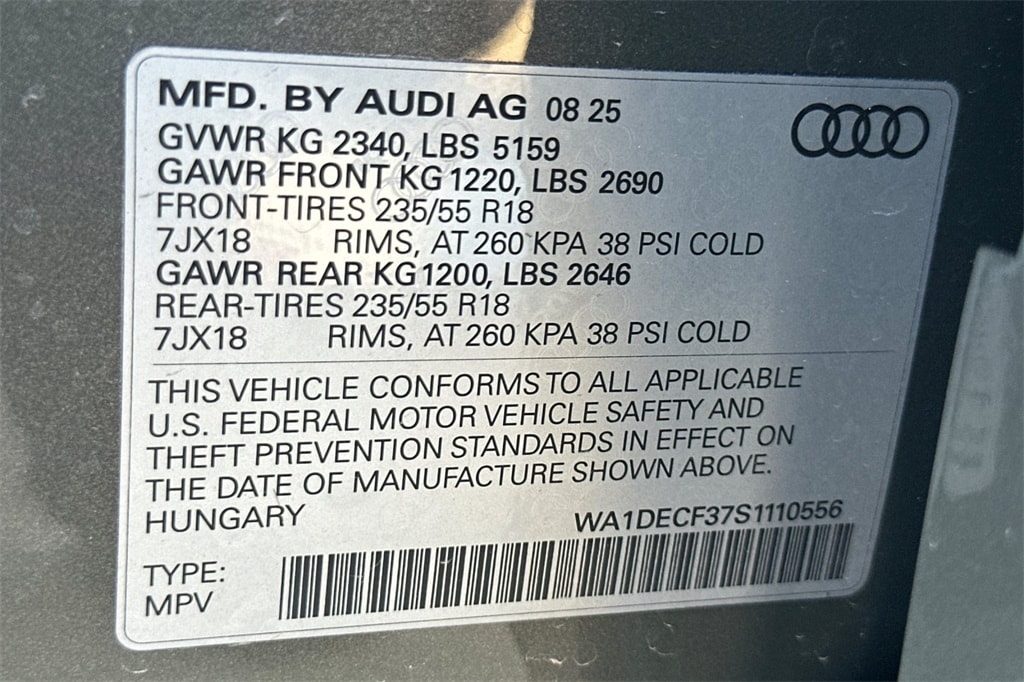 MFD. BY AUDI AG 08 25
GVWR KG 2340, LBS 5159
GAWR FRONT KG 1220, LBS 2690
FRONT-TIRES 235/55 R18
7JX18 RIMS, AT 260 KPA 38 PSI COLD
GAWR REAR KG 1200, LBS 2646
REAR-TIRES 235/55 R18
7JX18 RIMS, AT 260 KPA 38 PSI COLD
THIS VEHICLE CONFORMS TO ALL APPLICABLE
U.S. FEDERAL MOTOR VEHICLE SAFETY AND
THEFT PREVENTION STANDARDS IN EFFECT ON
THE DATE OF MANUFACTURE SHOWN ABOVE.
HUNGARY WA1DECF37S1110556
TYPE:
MPV